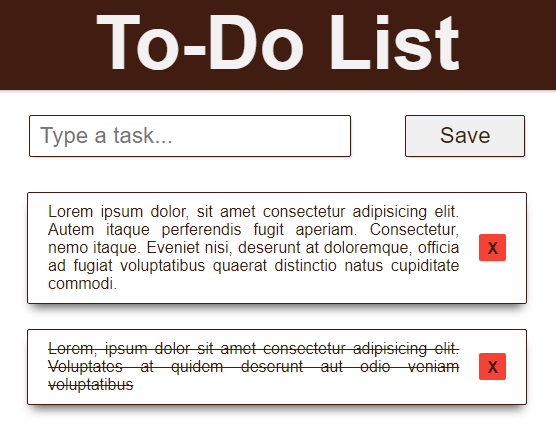 To-Do List
Type a task...
Save
Lorem ipsum dolor, sit amet consectetur adipisicing elit.
Autem itaque perferendis fugit aperiam. Consectetur,
nemo itaque. Eveniet nisi, deserunt at doloremque, officia
ad fugiat voluptatibus quaerat distinctio natus cupiditate
commodi.
X
Lorem, ipsum dolor sit amet consectetur adipisicing elit.
Voluptates at quidem deserunt aut odio veniam
voluptatibus
X